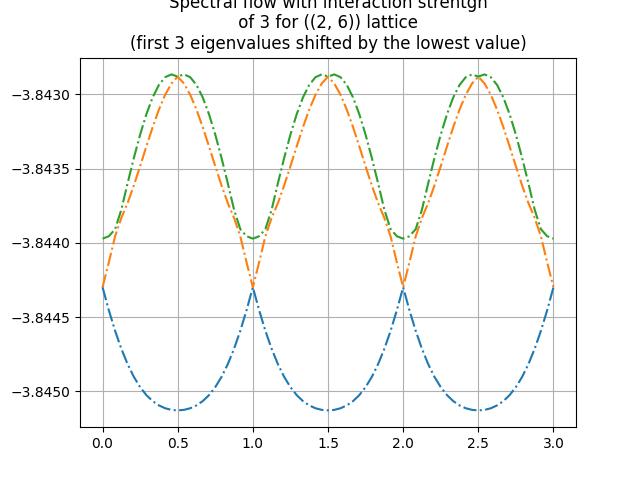 Spectral flow with interaction strentgh
of 3 for ((2, 6)) lattice
(first 3 eigenvalues shifted by the lowest value)
−3.8430
−3.8435
−3.8440
−3.8445
−3.8450
0.0 0.5 1.0 1.5 2.0 2.5 3.0